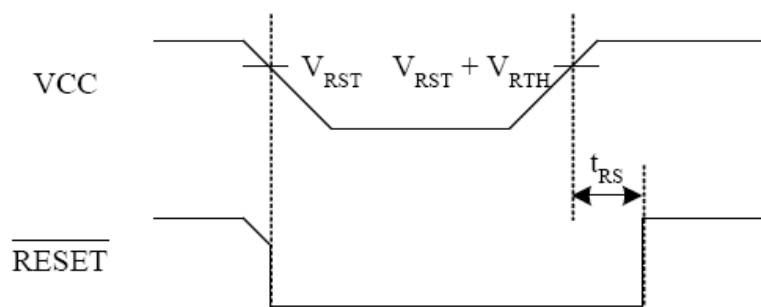 VCC
V_RST
V_RST + V_RTH
t_RS
RESET